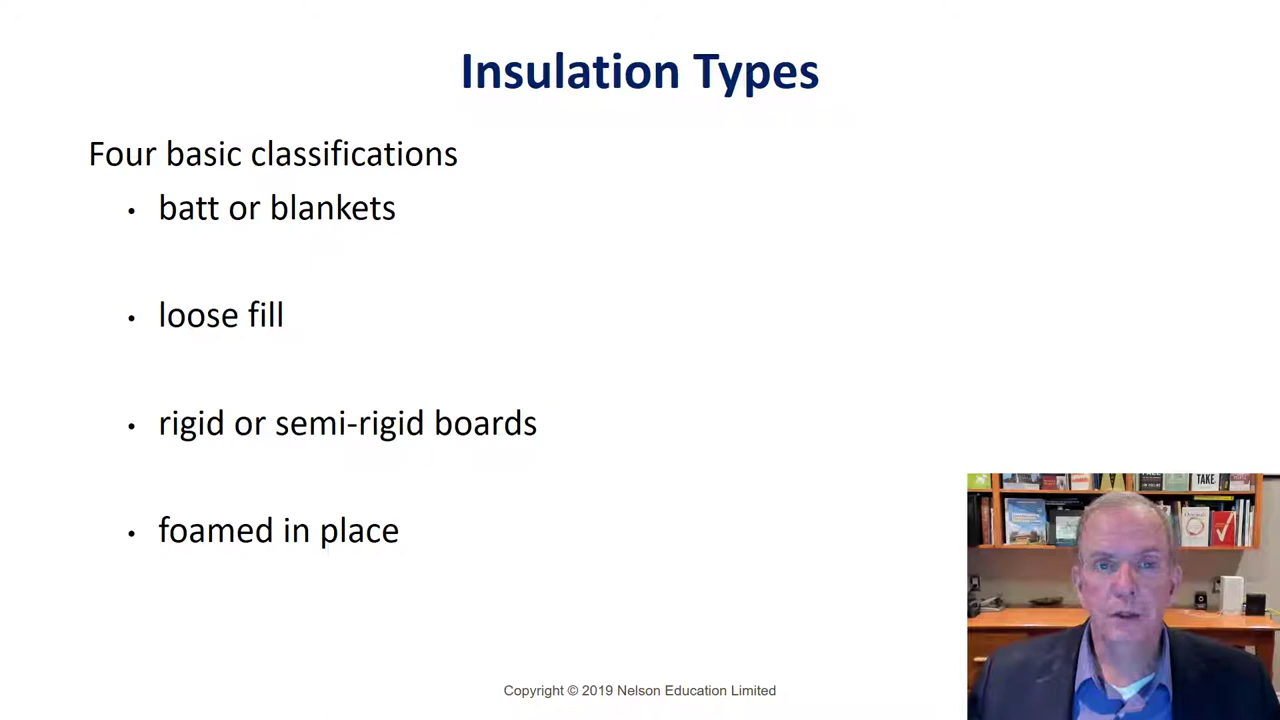 Insulation Types
Four basic classifications
• batt or blankets
• loose fill
• rigid or semi-rigid boards
• foamed in place
TAKE.
Copyright © 2019 Nelson Education Limited